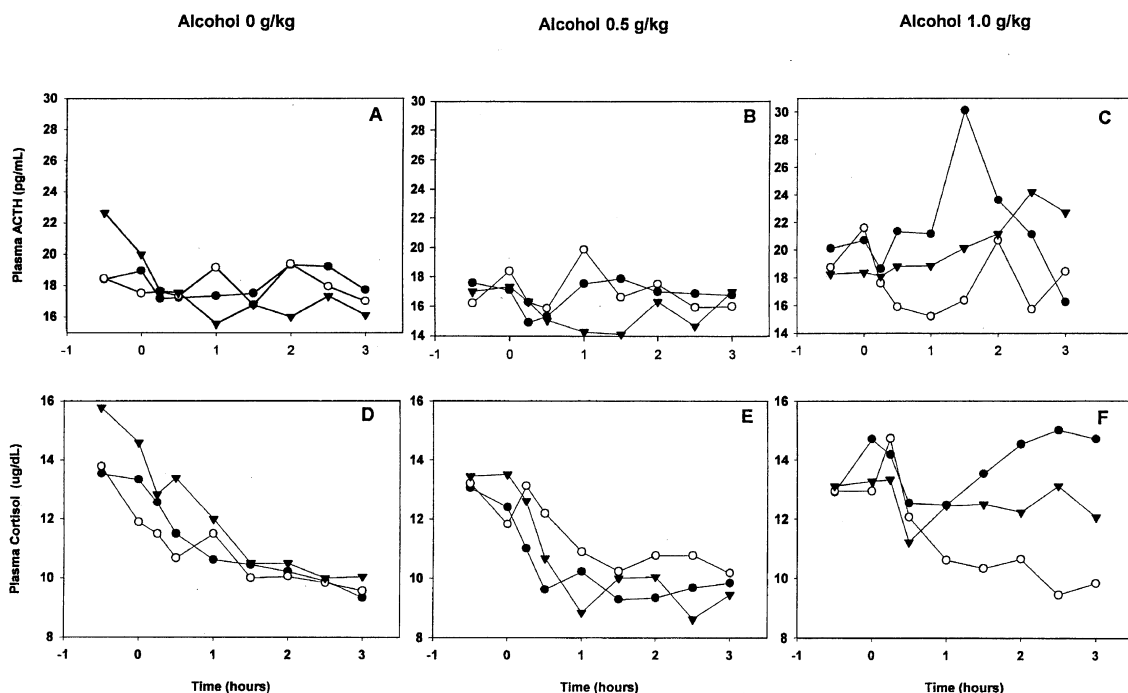 Alcohol 0 g/kg Alcohol 0.5 g/kg Alcohol 1.0 g/kg
A
30
28
26
24
22
20
18
16
-1 0 1 2 3
Plasma ACTH (pg/mL)
B
30
28
26
24
22
20
18
16
14
-1 0 1 2 3
C
30
28
26
24
22
20
18
16
14
-1 0 1 2 3
D
16
14
12
10
8
-1 0 1 2 3
Plasma Cortisol (ug/dL)
Time (hours)
E
16
14
12
10
8
-1 0 1 2 3
Time (hours)
F
16
14
12
10
8
-1 0 1 2 3
Time (hours)